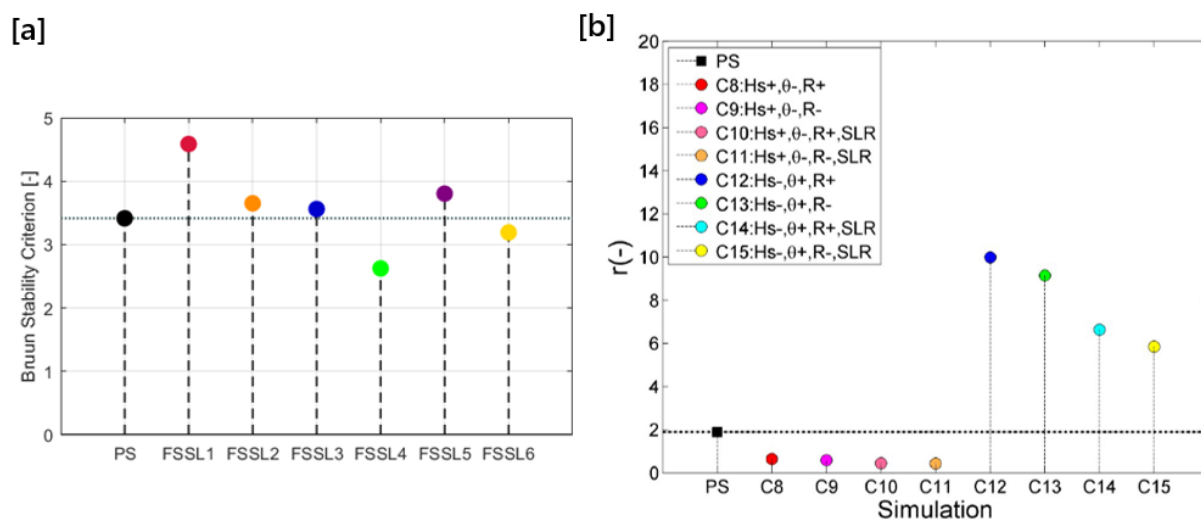 [a]
5
4
3
2
1
0
Bruun Stability Criterion [-]
PS FSSL1 FSSL2 FSSL3 FSSL4 FSSL5 FSSL6
[b]
20
18
16
14
12
10
8
6
4
2
0
r(-)
PS
C8:Hs+,θ-,R+
C9:Hs+,θ-,R-
C10:Hs+,θ-,R+,SLR
C11:Hs+,θ-,R-,SLR
C12:Hs-,θ+,R+
C13:Hs-,θ+,R-
C14:Hs-,θ+,R+,SLR
C15:Hs-,θ+,R-,SLR
PS C8 C9 C10 C11 C12 C13 C14 C15
Simulation